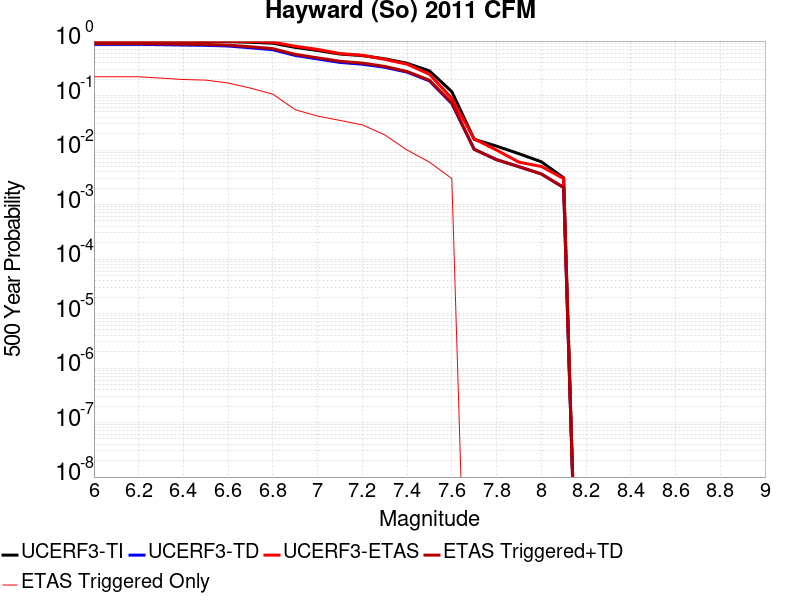 Hayward (So) 2011 CFM
500 Year Probability
10^0
10^-1
10^-2
10^-3
10^-4
10^-5
10^-6
10^-7
10^-8
6 6.2 6.4 6.6 6.8 7 7.2 7.4 7.6 7.8 8 8.2 8.4 8.6 8.8 9
Magnitude
UCERF3-TI UCERF3-TD UCERF3-ETAS ETAS Triggered+TD
ETAS Triggered Only